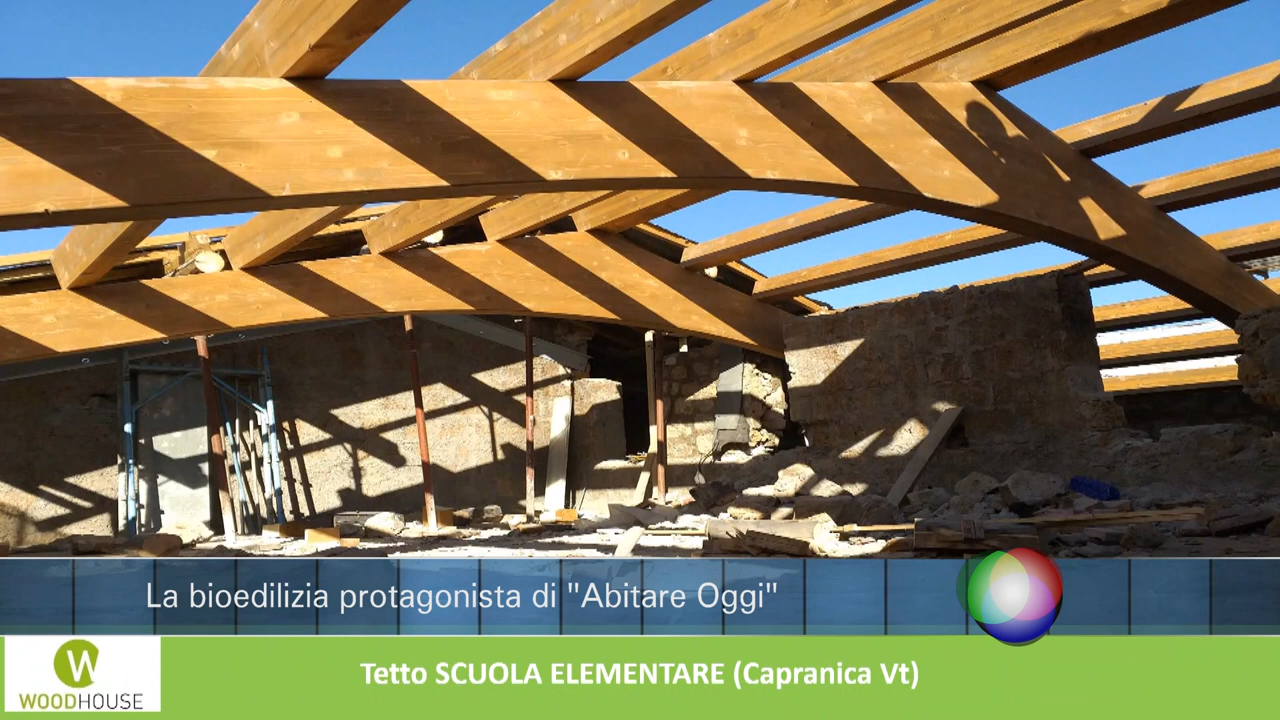 La bioedilizia protagonista di "Abitare Oggi"
Tetto SCUOLA ELEMENTARE (Capranica Vt)
W
WOODHOUSE